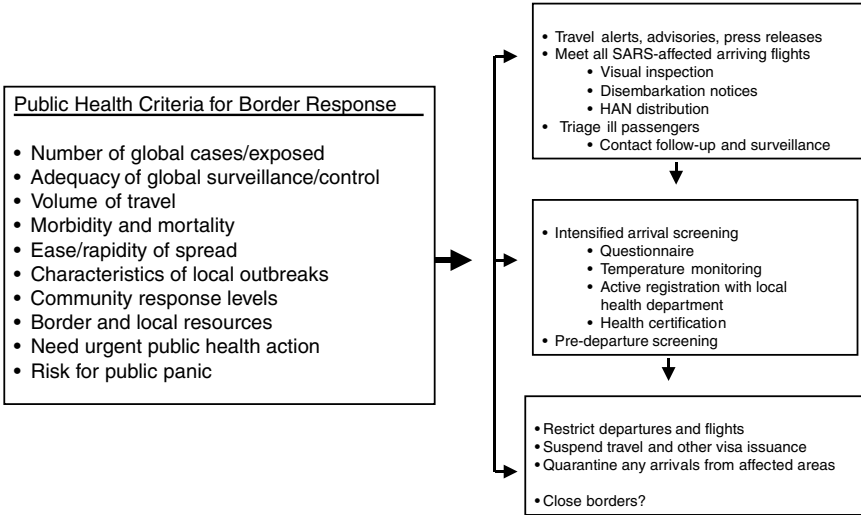 Public Health Criteria for Border Response
• Number of global cases/exposed
• Adequacy of global surveillance/control
• Volume of travel
• Morbidity and mortality
• Ease/rapidity of spread
• Characteristics of local outbreaks
• Community response levels
• Border and local resources
• Need urgent public health action
• Risk for public panic
• Travel alerts, advisories, press releases
• Meet all SARS-affected arriving flights
• Visual inspection
• Disembarkation notices
• HAN distribution
• Triage ill passengers
• Contact follow-up and surveillance
• Intensified arrival screening
• Questionnaire
• Temperature monitoring
• Active registration with local
health department
• Health certification
• Pre-departure screening
• Restrict departures and flights
• Suspend travel and other visa issuance
• Quarantine any arrivals from affected areas
• Close borders?